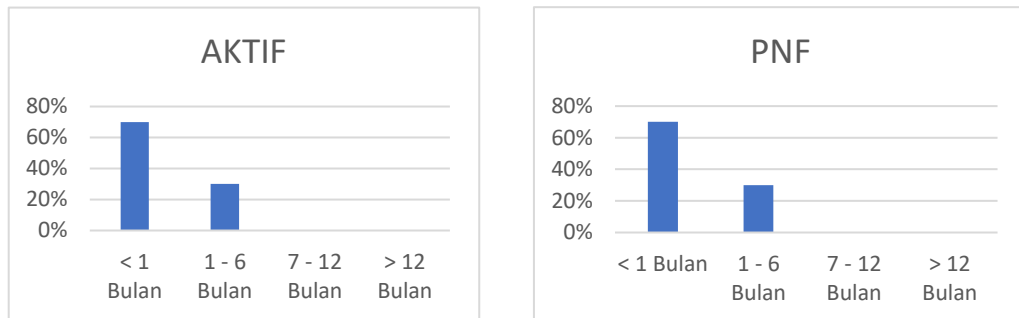 AKTIF
80%
60%
40%
20%
0%
< 1
Bulan
1 - 6
Bulan
7 - 12
Bulan
> 12
Bulan
PNF
80%
60%
40%
20%
0%
< 1 Bulan
1 - 6
Bulan
7 - 12
Bulan
> 12
Bulan